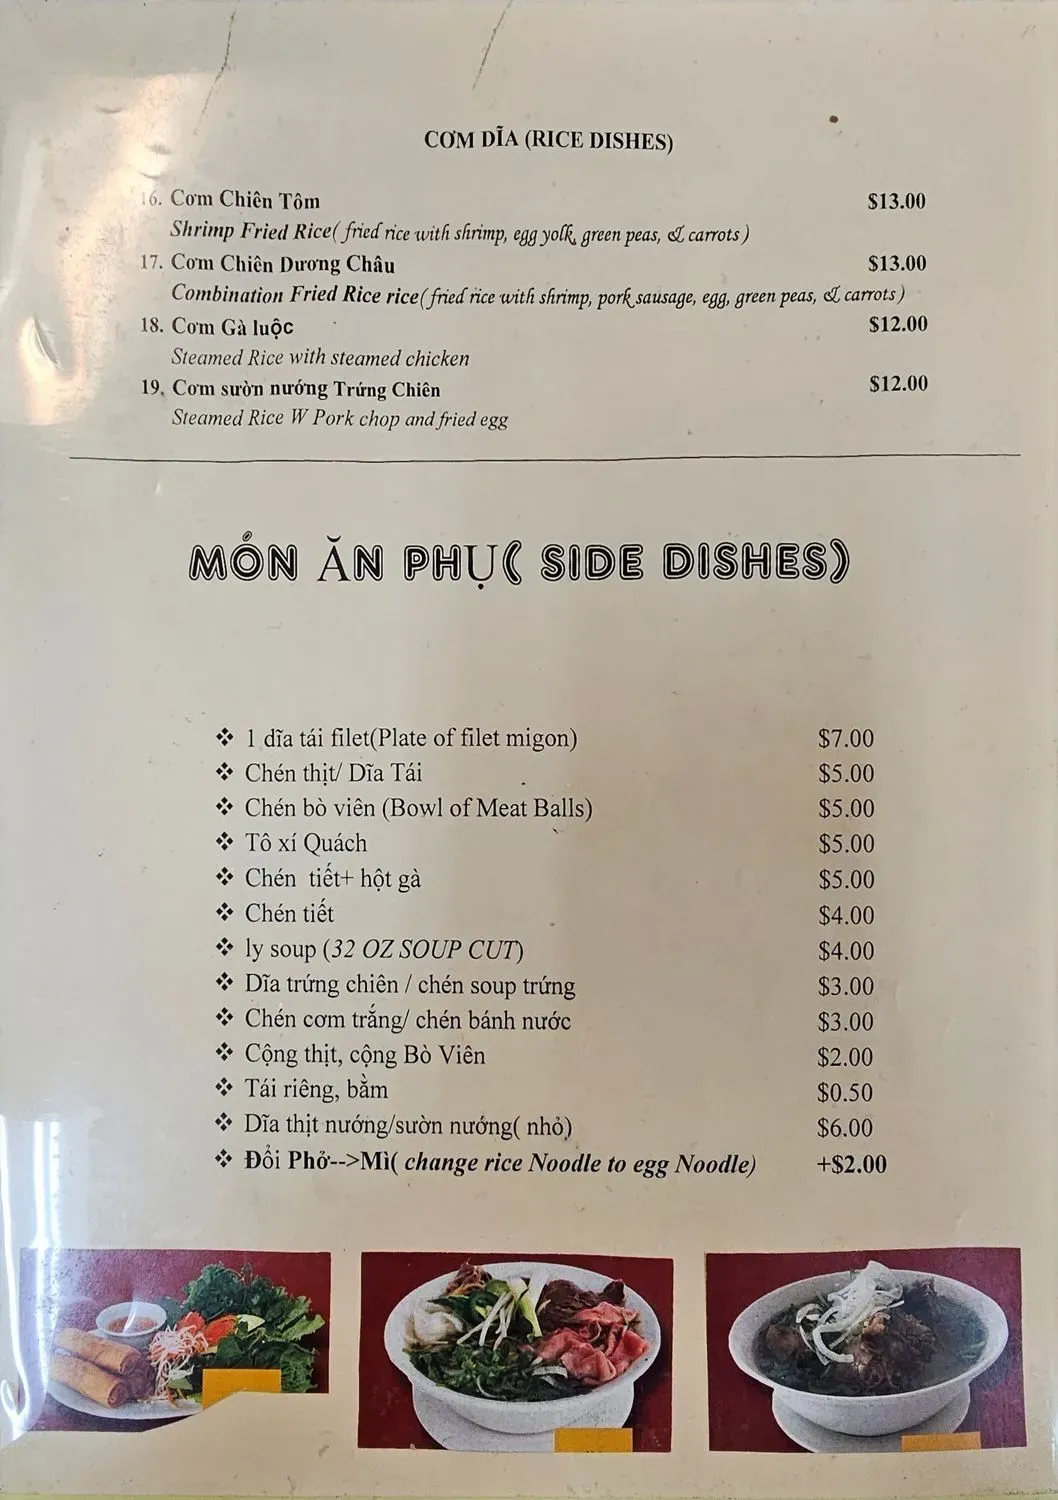 CƠM DĨA (RICE DISHES)
16. Cơm Chiên Tôm $13.00
Shrimp Fried Rice( fried rice with shrimp, egg yolk, green peas, & carrots )
17. Cơm Chiên Dương Châu $13.00
Combination Fried Rice rice( fried rice with shrimp, pork sausage, egg, green peas, & carrots )
18. Cơm Gà luộc $12.00
Steamed Rice with steamed chicken
19. Cơm sườn nướng Trứng Chiên $12.00
Steamed Rice W Pork chop and fried egg
MÓN ĂN PHỤ( SIDE DISHES)
❖ 1 dĩa tái filet(Plate of filet migon) $7.00
❖ Chén thịt/ Dĩa Tái $5.00
❖ Chén bò viên (Bowl of Meat Balls) $5.00
❖ Tô xí Quách $5.00
❖ Chén tiết+ hột gà $5.00
❖ Chén tiết $4.00
❖ ly soup (32 OZ SOUP CUT) $4.00
❖ Dĩa trứng chiên / chén soup trứng $3.00
❖ Chén cơm trắng/ chén bánh nước $3.00
❖ Cộng thịt, cộng Bò Viên $2.00
❖ Tái riêng, bằm $0.50
❖ Dĩa thịt nướng/sườn nướng( nhỏ) $6.00
❖ Đổi Phở-->Mì( change rice Noodle to egg Noodle) +$2.00